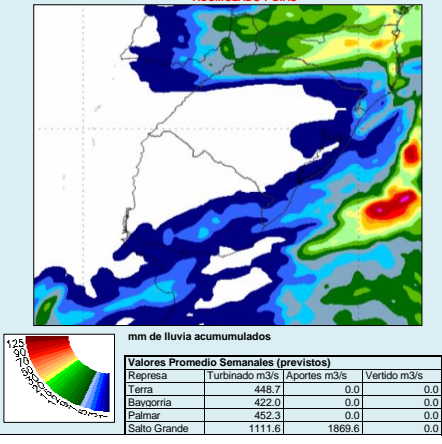 mm de lluvia acumumulados
125
Valores Promedio Semanales (previstos)
Represa Turbinado m3/s Aportes m3/s Vertido m3/s
Terra 448.7 0.0 0.0
Baygorria 422.0 0.0 0.0
Palmar 452.3 0.0 0.0
Salto Grande 1111.6 1869.6 0.0